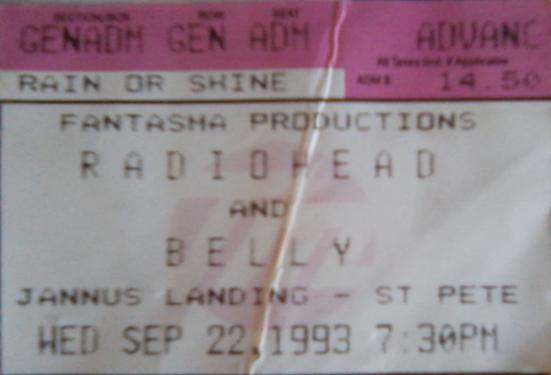 SECTION/BOX ROW SEAT
GENADM GEN ADM ADVANC
All Taxes Incl. If Applicable
RAIN OR SHINE ADM $ 14.50
FANTASMA PRODUCTIONS
RADIOHEAD
AND
BELLY
JANNUS LANDING - ST PETE
WED SEP 22,1993 7:30PM